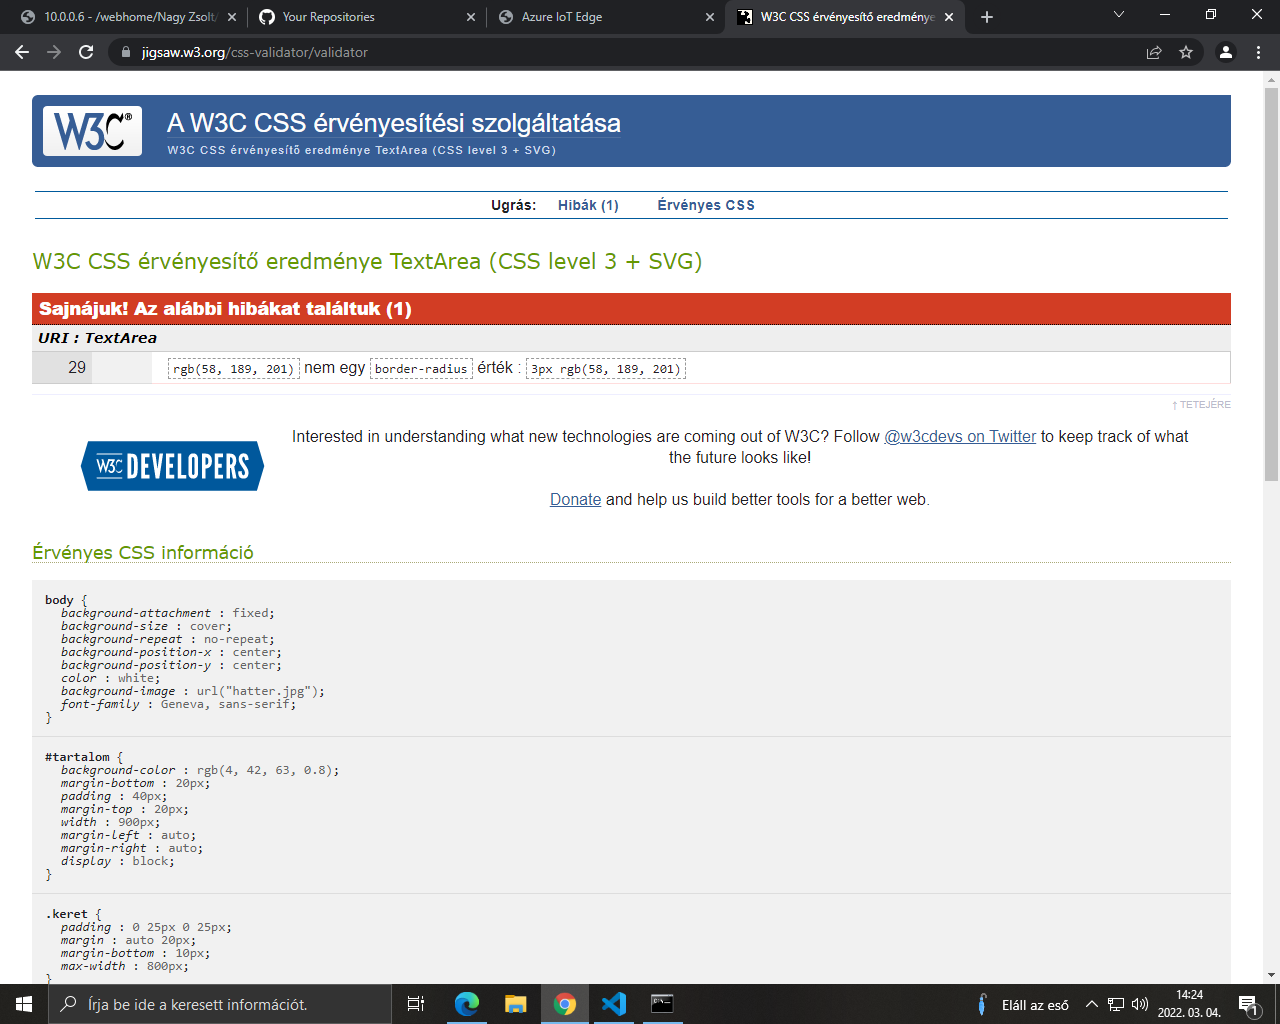 10.0.0.6 - /webhome/Nagy Zsolt/
Your Repositories
Azure IoT Edge
W3C CSS érvényesítő eredménye
jigsaw.w3.org/css-validator/validator
W3C®
A W3C CSS érvényesítési szolgáltatása
W3C CSS érvényesítő eredménye TextArea (CSS level 3 + SVG)
Ugrás: Hibák (1) Érvényes CSS
W3C CSS érvényesítő eredménye TextArea (CSS level 3 + SVG)
Sajnájuk! Az alábbi hibákat találtuk (1)
URI : TextArea
29 rgb(58, 189, 201) nem egy border-radius érték : 3px rgb(58, 189, 201)
↑ TETEJÉRE
W3C DEVELOPERS
Interested in understanding what new technologies are coming out of W3C? Follow @w3cdevs on Twitter to keep track of what
the future looks like!
Donate and help us build better tools for a better web.
Érvényes CSS információ
body {
background-attachment : fixed;
background-size : cover;
background-repeat : no-repeat;
background-position-x : center;
background-position-y : center;
color : white;
background-image : url("hatter.jpg");
font-family : Geneva, sans-serif;
}
#tartalom {
background-color : rgb(4, 42, 63, 0.8);
margin-bottom : 20px;
padding : 40px;
margin-top : 20px;
width : 900px;
margin-left : auto;
margin-right : auto;
display : block;
}
.keret {
padding : 0 25px 0 25px;
margin : auto 20px;
margin-bottom : 10px;
max-width : 800px;
}
Írja be ide a keresett információt.
Eláll az eső
14:24
2022. 03. 04.
1